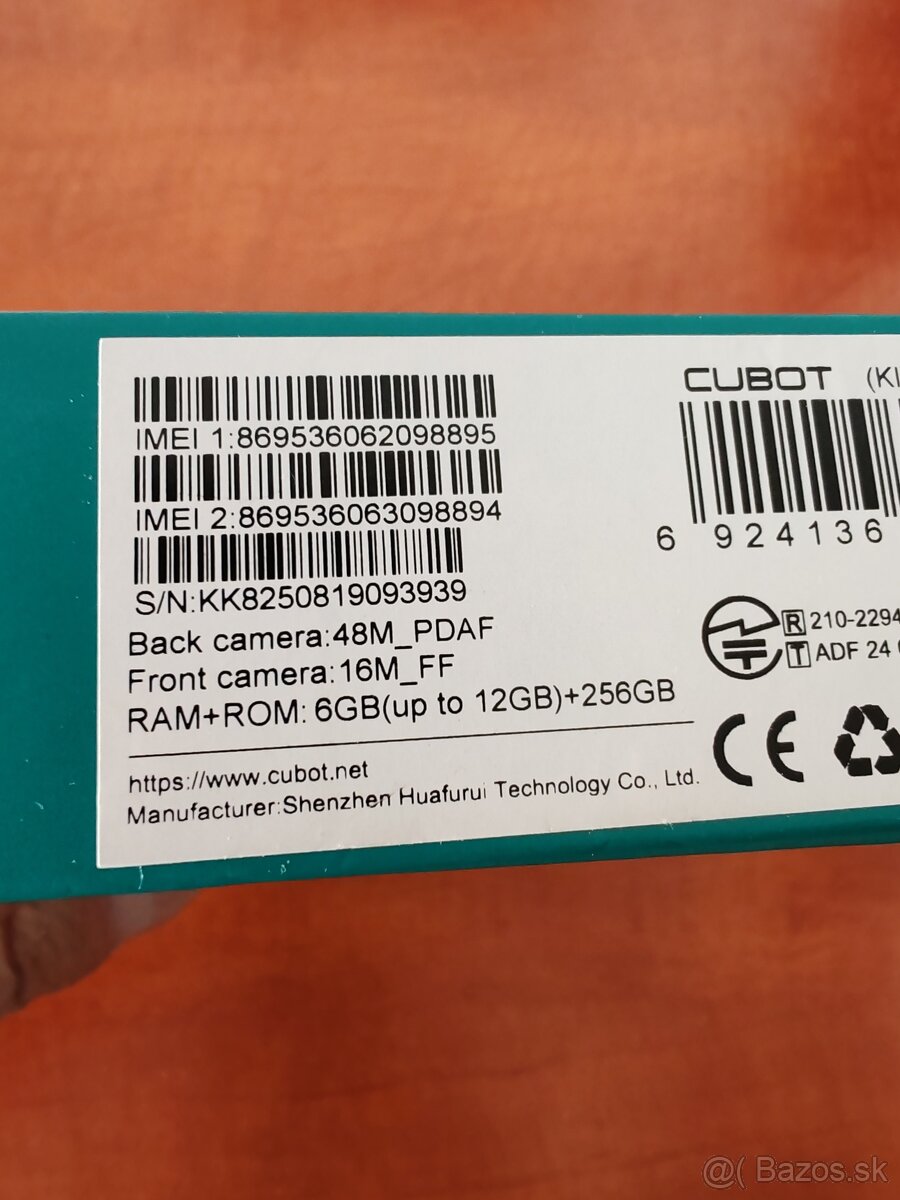 IMEI 1:869536062098895
IMEI 2:869536063098894
S/N:KK8250819093939
Back camera:48M_PDAF
Front camera:16M_FF
RAM+ROM: 6GB(up to 12GB)+256GB
https://www.cubot.net
Manufacturer:Shenzhen Huafurui Technology Co., Ltd.
CUBOT (KI
6 924136
R 210-2294
T ADF 24
CE
@( Bazos.sk